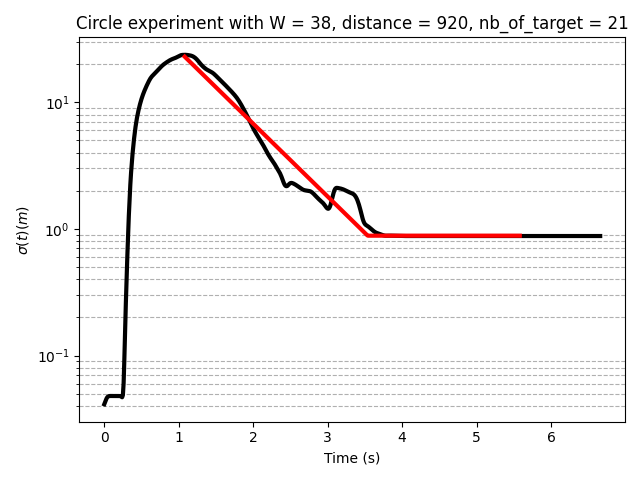 Circle experiment with W = 38, distance = 920, nb_of_target = 21
σ(t)(m)
10¹
10⁰
10⁻¹
0 1 2 3 4 5 6
Time (s)